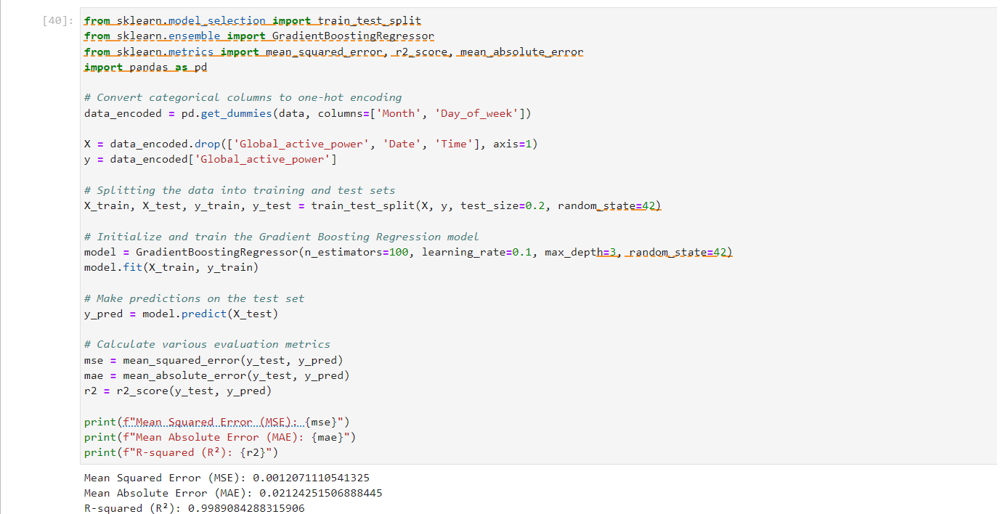 [40]:
from sklearn.model_selection import train_test_split
from sklearn.ensemble import GradientBoostingRegressor
from sklearn.metrics import mean_squared_error, r2_score, mean_absolute_error
import pandas as pd
# Convert categorical columns to one-hot encoding
data_encoded = pd.get_dummies(data, columns=['Month', 'Day_of_week'])
X = data_encoded.drop(['Global_active_power', 'Date', 'Time'], axis=1)
y = data_encoded['Global_active_power']
# Splitting the data into training and test sets
X_train, X_test, y_train, y_test = train_test_split(X, y, test_size=0.2, random_state=42)
# Initialize and train the Gradient Boosting Regression model
model = GradientBoostingRegressor(n_estimators=100, learning_rate=0.1, max_depth=3, random_state=42)
model.fit(X_train, y_train)
# Make predictions on the test set
y_pred = model.predict(X_test)
# Calculate various evaluation metrics
mse = mean_squared_error(y_test, y_pred)
mae = mean_absolute_error(y_test, y_pred)
r2 = r2_score(y_test, y_pred)
print(f"Mean Squared Error (MSE): {mse}")
print(f"Mean Absolute Error (MAE): {mae}")
print(f"R-squared (R²): {r2}")
Mean Squared Error (MSE): 0.0012071110541325
Mean Absolute Error (MAE): 0.02124251506888445
R-squared (R²): 0.9989084288315906